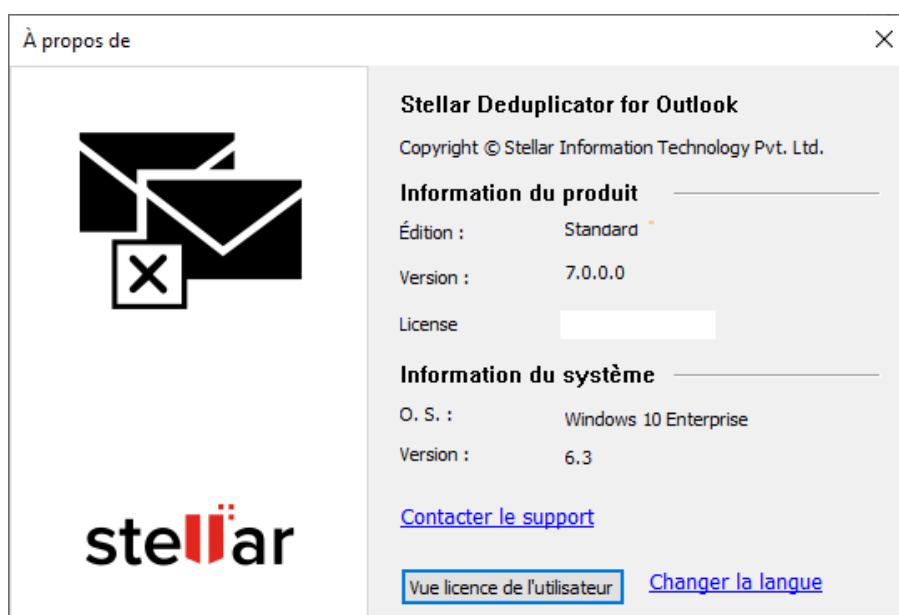 À propos de
Stellar Deduplicator for Outlook
Copyright © Stellar Information Technology Pvt. Ltd.
Information du produit
Édition : Standard
Version : 7.0.0.0
License
Information du système
O. S. : Windows 10 Enterprise
Version : 6.3
Contacter le support
stellar
Vue licence de l'utilisateur Changer la langue